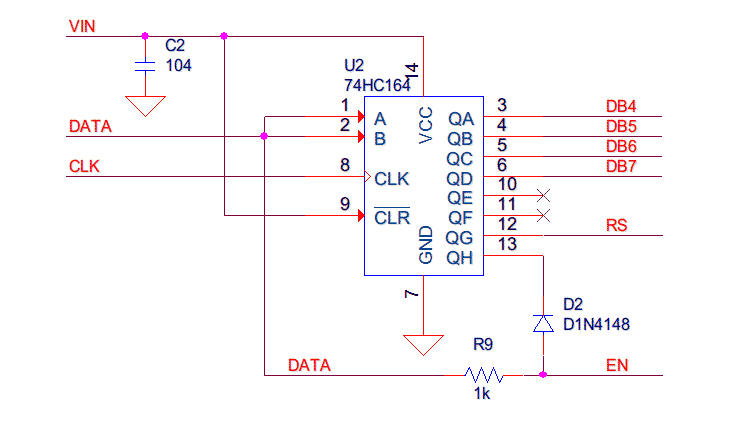 VIN
C2
104
U2
74HC164
14
1
A
VCC
QA
3
DB4
DATA
2
B
QB
4
DB5
QC
5
DB6
CLK
8
CLK
QD
6
DB7
QE
10
9
CLR
QF
11
QG
12
RS
GND
QH
13
7
D2
D1N4148
R9
DATA
EN
1k